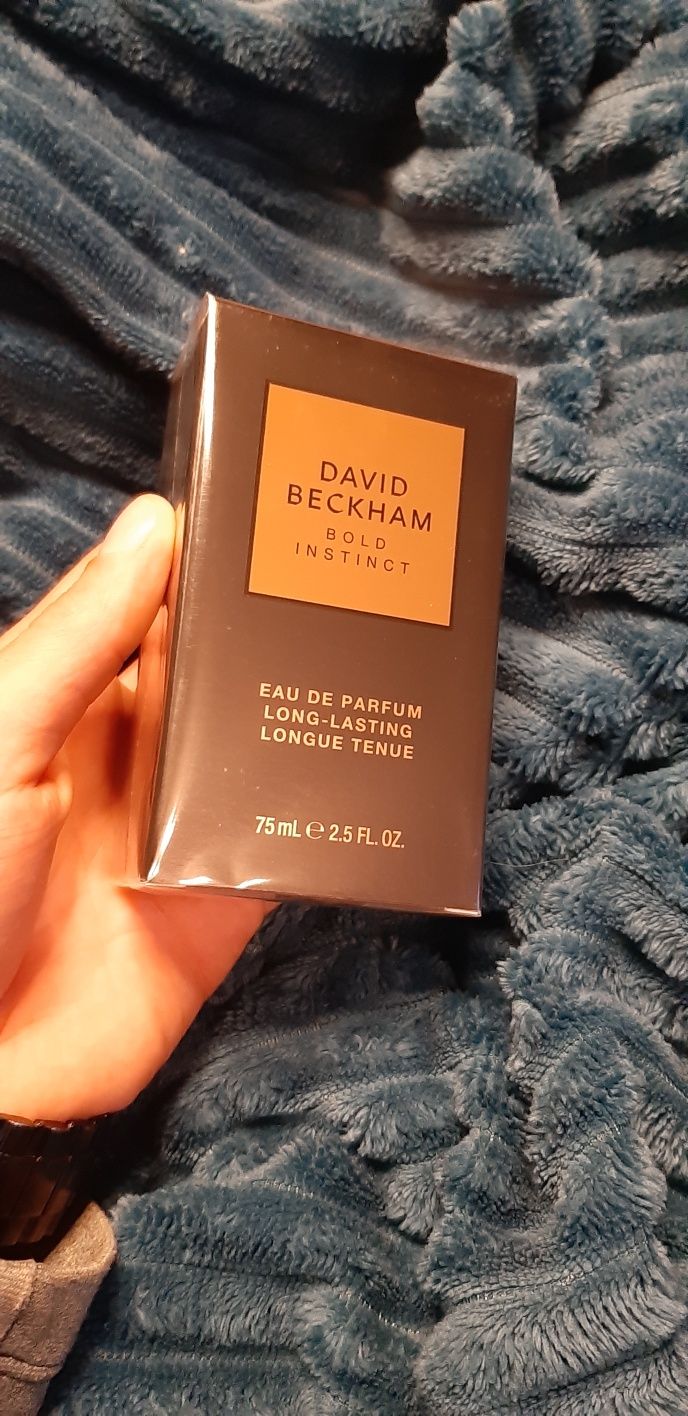 DAVID
BECKHAM
BOLD
INSTINCT
EAU DE PARFUM
LONG-LASTING
LONGUE TENUE
75 mL ℮ 2.5 FL. OZ.